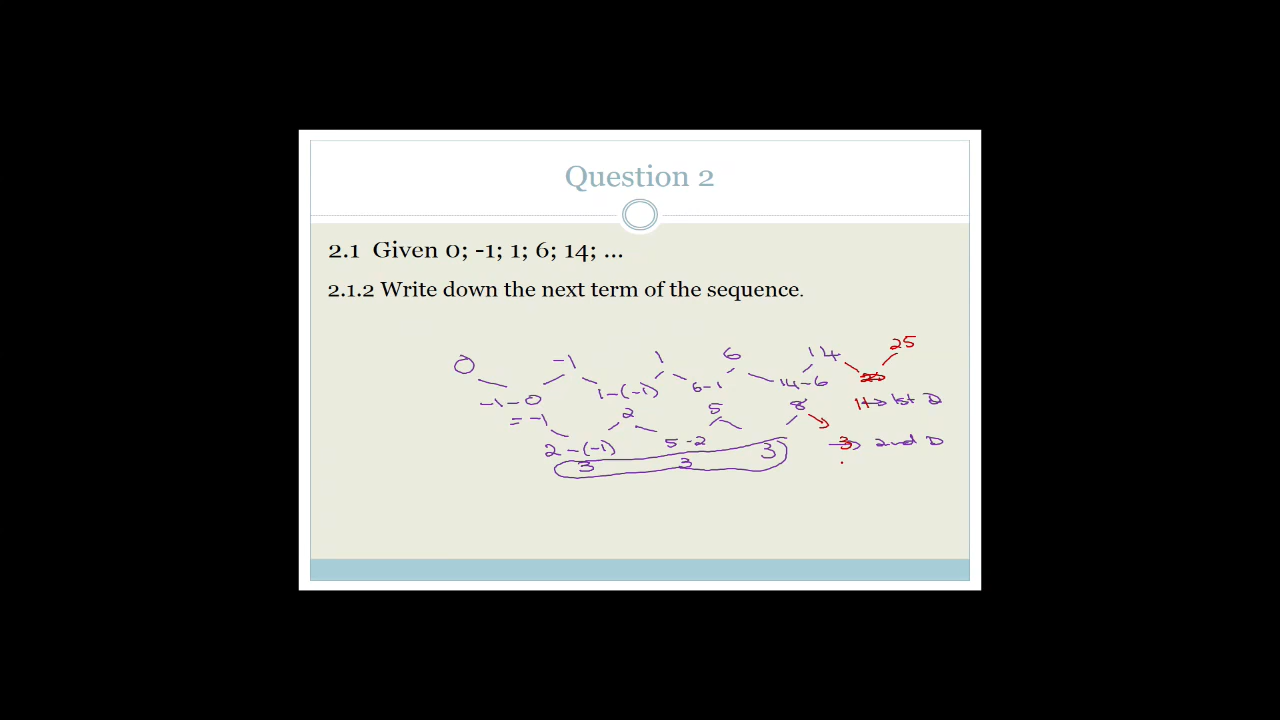 Question 2
2.1 Given 0; -1; 1; 6; 14; ...
2.1.2 Write down the next term of the sequence.
25
0 -1 1 6 14
-1-0 1-(-1) 6-1 14-6
= -1 2 5 8 11 → 1st D
2-(-1) 5-2 3 3 → 2nd D
3 3